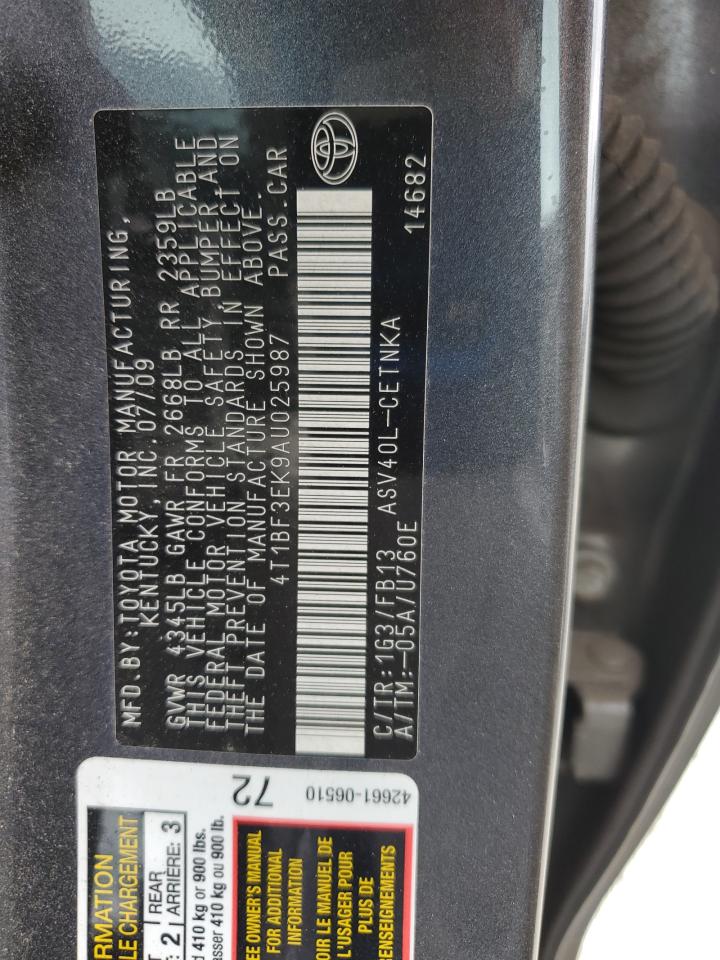 MFD.BY:TOYOTA MOTOR MANUFACTURING,
KENTUCKY, INC.07/09
GVWR 4345LB GAWR FR 2668LB RR 2359LB
THIS VEHICLE CONFORMS TO ALL APPLICABLE
FEDERAL MOTOR VEHICLE SAFETY,BUMPER AND
THEFT PREVENTION STANDARDS IN EFFECT ON
THE DATE OF MANUFACTURE SHOWN ABOVE.
4T1BF3EK9AU025987 PASS.CAR
C/TR:1G3/FB13 ASV40L-CETNKA
A/TM:-05A/U760E 14682
72
42661-06510
LE CHARGEMENT
REAR
2 ARRIÈRE: 3
410 kg or 900 lbs.
410 kg ou 900 lb.
OWNER'S MANUAL
FOR ADDITIONAL
INFORMATION
LE MANUEL DE
L'USAGER POUR
PLUS DE
RENSEIGNEMENTS